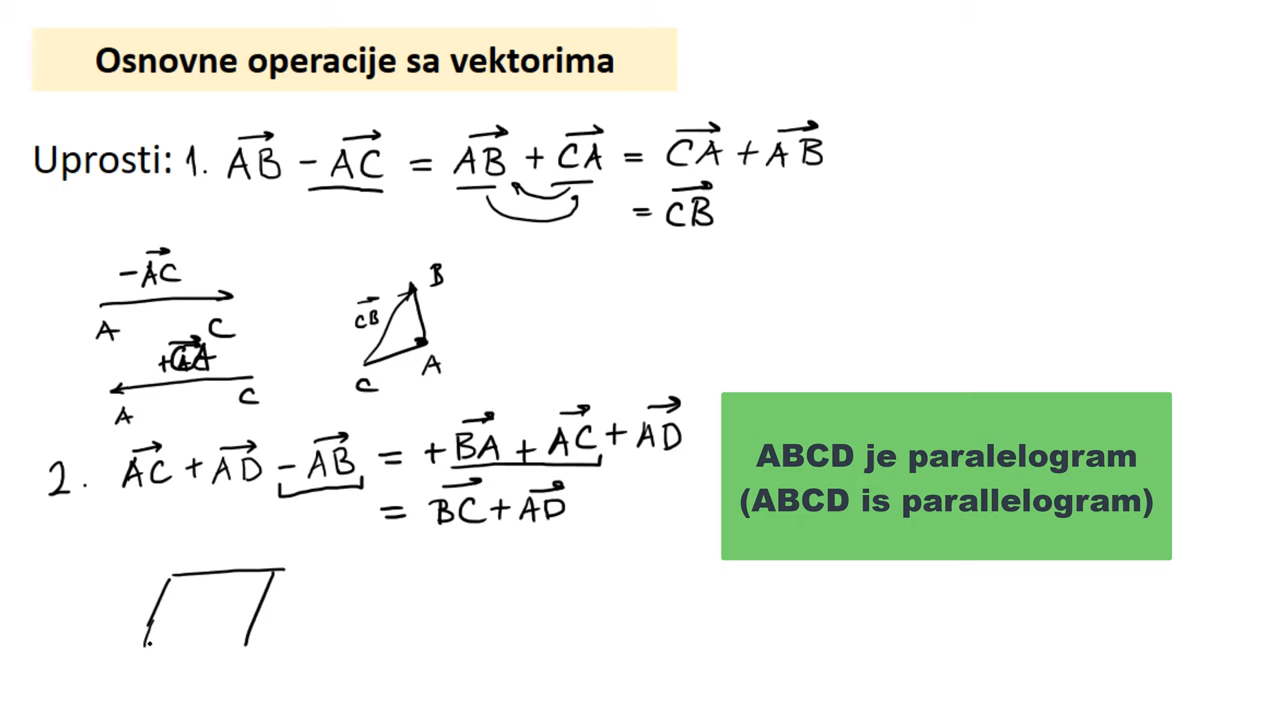 Osnovne operacije sa vektorima
Uprosti: 1. AB⃗ - AC⃗ = AB⃗ + CA⃗ = CA⃗ + AB⃗
= CB⃗
-AC⃗
A C
A C
B
CB⃗
A
C
2. AC⃗ + AD⃗ - AB⃗ = + BA⃗ + AC⃗ + AD⃗
= BC⃗ + AD⃗
ABCD je paralelogram
(ABCD is parallelogram)